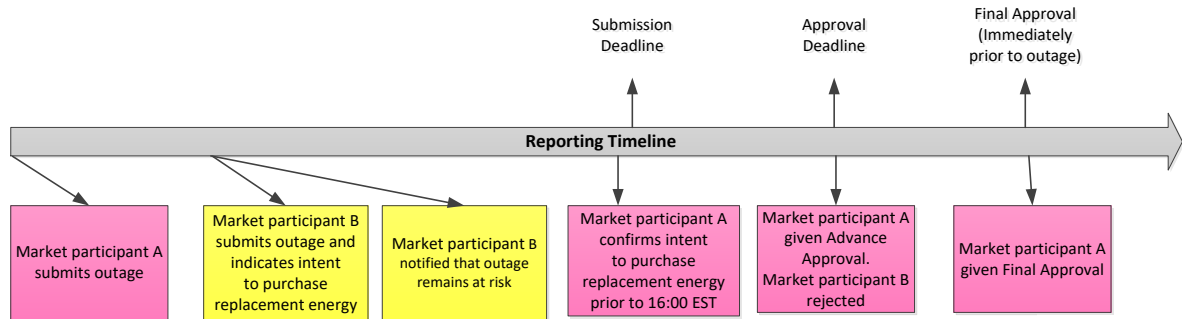 Submission
Deadline
Approval
Deadline
Final Approval
(Immediately
prior to outage)
Reporting Timeline
Market participant A
submits outage
Market participant B
submits outage and
indicates intent
to purchase
replacement energy
Market participant B
notified that outage
remains at risk
Market participant A
confirms intent
to purchase
replacement energy
prior to 16:00 EST
Market participant A
given Advance
Approval.
Market participant B
rejected
Market participant A
given Final Approval